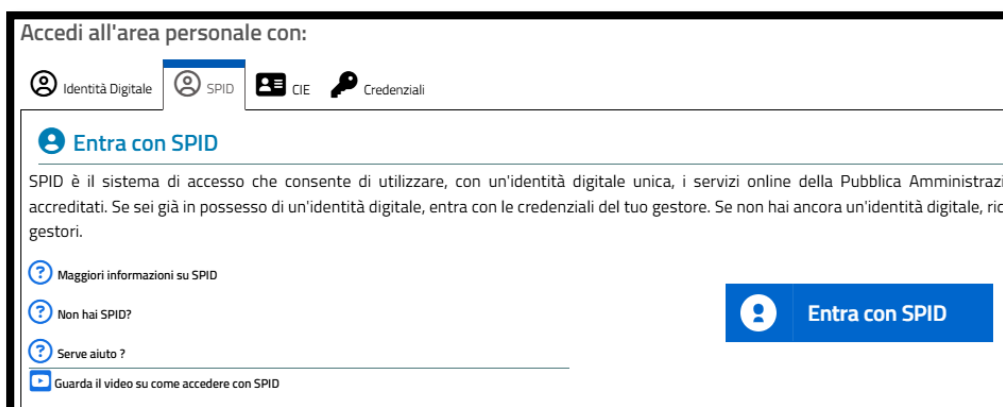 Accedi all'area personale con:
Identità Digitale SPID CIE Credenziali
Entra con SPID
SPID è il sistema di accesso che consente di utilizzare, con un'identità digitale unica, i servizi online della Pubblica
accreditati. Se sei già in possesso di un'identità digitale, entra con le credenziali del tuo gestore. Se non hai ancora un'identità digitale,
gestori.
Maggiori informazioni su SPID
Non hai SPID?
Entra con SPID
Serve aiuto ?
Guarda il video su come accedere con SPID